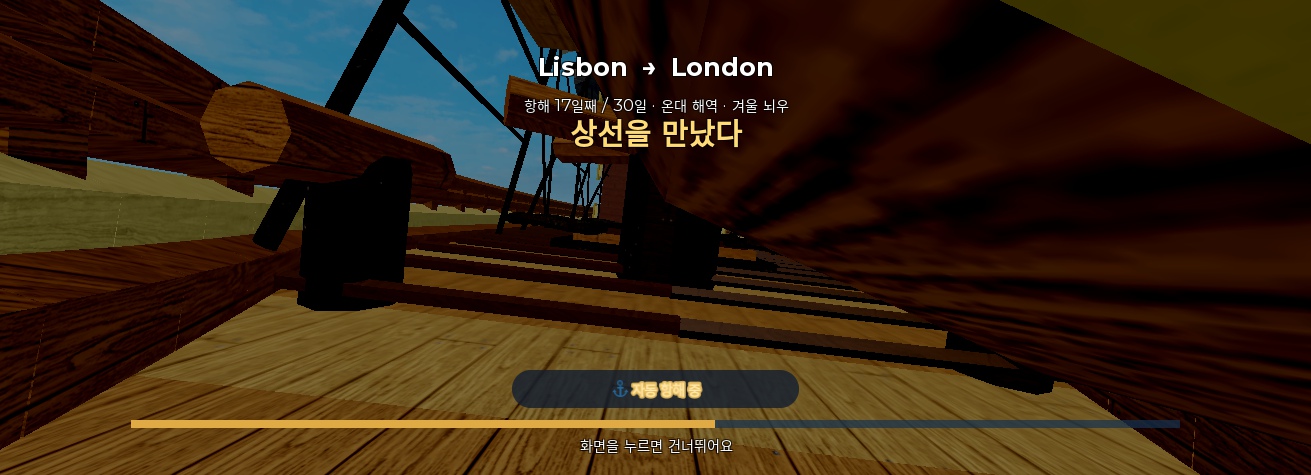 Lisbon → London
항해 17일째 / 30일 · 온대 해역 · 겨울 뇌우
상선을 만났다
⚓ 자동 항해 중
화면을 누르면 건너뛰어요